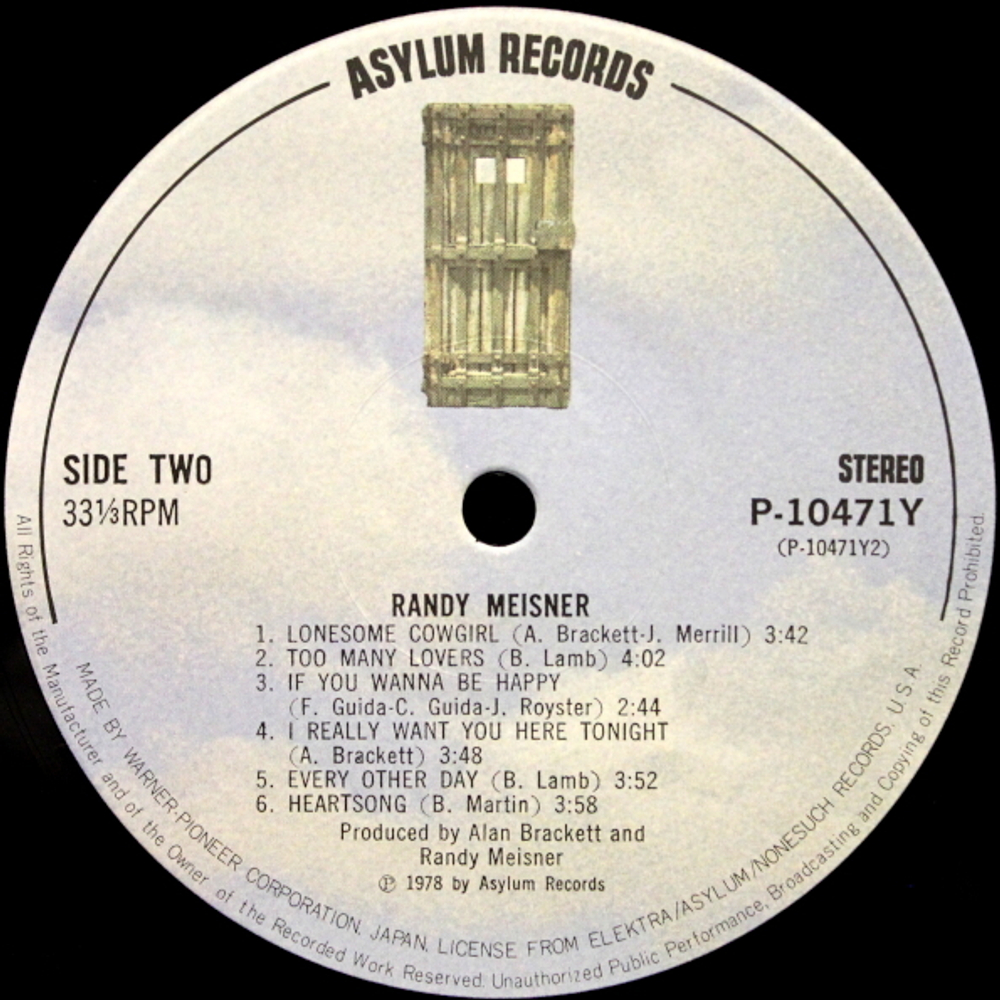 ASYLUM RECORDS
SIDE TWO
33⅓RPM
STEREO
P-10471Y
(P-10471Y2)
RANDY MEISNER
1. LONESOME COWGIRL (A. Brackett-J. Merrill) 3:42
2. TOO MANY LOVERS (B. Lamb) 4:02
3. IF YOU WANNA BE HAPPY
(F. Guida-C. Guida-J. Royster) 2:44
4. I REALLY WANT YOU HERE TONIGHT
(A. Brackett) 3:48
5. EVERY OTHER DAY (B. Lamb) 3:52
6. HEARTSONG (B. Martin) 3:58
Produced by Alan Brackett and
Randy Meisner
℗ 1978 by Asylum Records
MADE BY WARNER-PIONEER CORPORATION, JAPAN. LICENSE FROM ELEKTRA/ASYLUM/NONESUCH RECORDS. U.S.A.
All Rights of the Manufacturer and of the Owner of the Recorded Work Reserved. Unauthorized Public Performance, Broadcasting and Copying of this Record Prohibited.